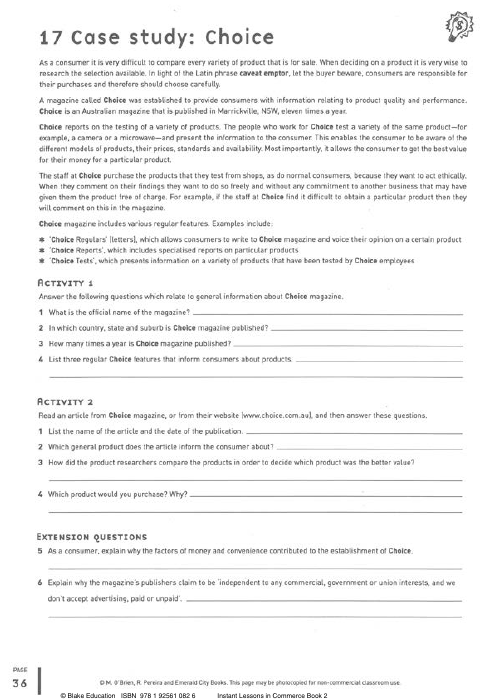 17 Case study: Choice
As a consumer it is very difficult to compare every variety of product that is for sale. When deciding on a product it is very wise to
research the selection available. In light of the Latin phrase caveat emptor, let the buyer beware, consumers are responsible for
their purchases and therefore should choose carefully.
A magazine called Choice was established to provide consumers with information relating to product quality and performance.
Choice is an Australian magazine that is published in Marrickville, NSW, eleven times a year.
Choice reports on the testing of a variety of products. The people who work for Choice test a variety of the same product—for
example, a camera or a microwave—and present the information to the consumer. This enables the consumer to be aware of the
different models of products, their prices, standards and availability. Most importantly, it allows the consumer to get the best value
for their money for a particular product.
The staff at Choice purchase the products that they test from shops, as do normal consumers, because they want to act ethically.
When they comment on their findings they want to do so freely and without any commitment to another business that may have
given them the product free of charge. For example, if the staff at Choice find it difficult to obtain a particular product then they
will comment on this in the magazine.
Choice magazine includes various regular features. Examples include:
* 'Choice Regulars' (letters), which allows consumers to write to Choice magazine and voice their opinion on a certain product
* 'Choice Reports', which includes specialised reports on particular products
* 'Choice Tests', which presents information on a variety of products that have been tested by Choice employees
ACTIVITY 1
Answer the following questions which relate to general information about Choice magazine.
1 What is the official name of the magazine?
2 In which country, state and suburb is Choice magazine published?
3 How many times a year is Choice magazine published?
4 List three regular Choice features that inform consumers about products.
ACTIVITY 2
Read an article from Choice magazine, or from their website (www.choice.com.au), and then answer these questions.
1 List the name of the article and the date of the publication.
2 Which general product does the article inform the consumer about?
3 How did the product researchers compare the products in order to decide which product was the better value?
4 Which product would you purchase? Why?
EXTENSION QUESTIONS
5 As a consumer, explain why the factors of money and convenience contributed to the establishment of Choice.
6 Explain why the magazine's publishers claim to be 'independent to any commercial, government or union interests, and we
don't accept advertising, paid or unpaid'.
PAGE
36
© M. O'Brien, R. Pereira and Emerald City Books. This page may be photocopied for non-commercial classroom use.
© Blake Education ISBN 978 1 92561 082 6 Instant Lessons in Commerce Book 2